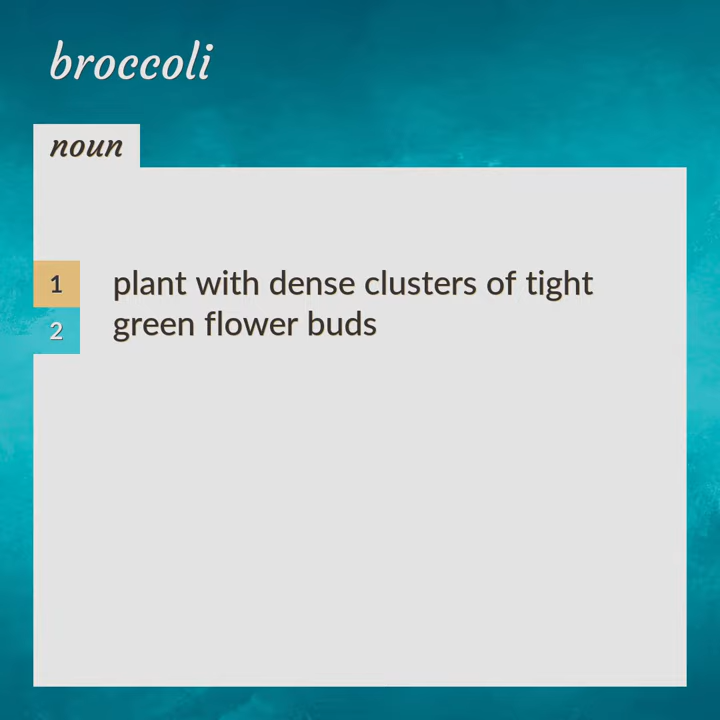 broccoli
noun
1
plant with dense clusters of tight
2
green flower buds